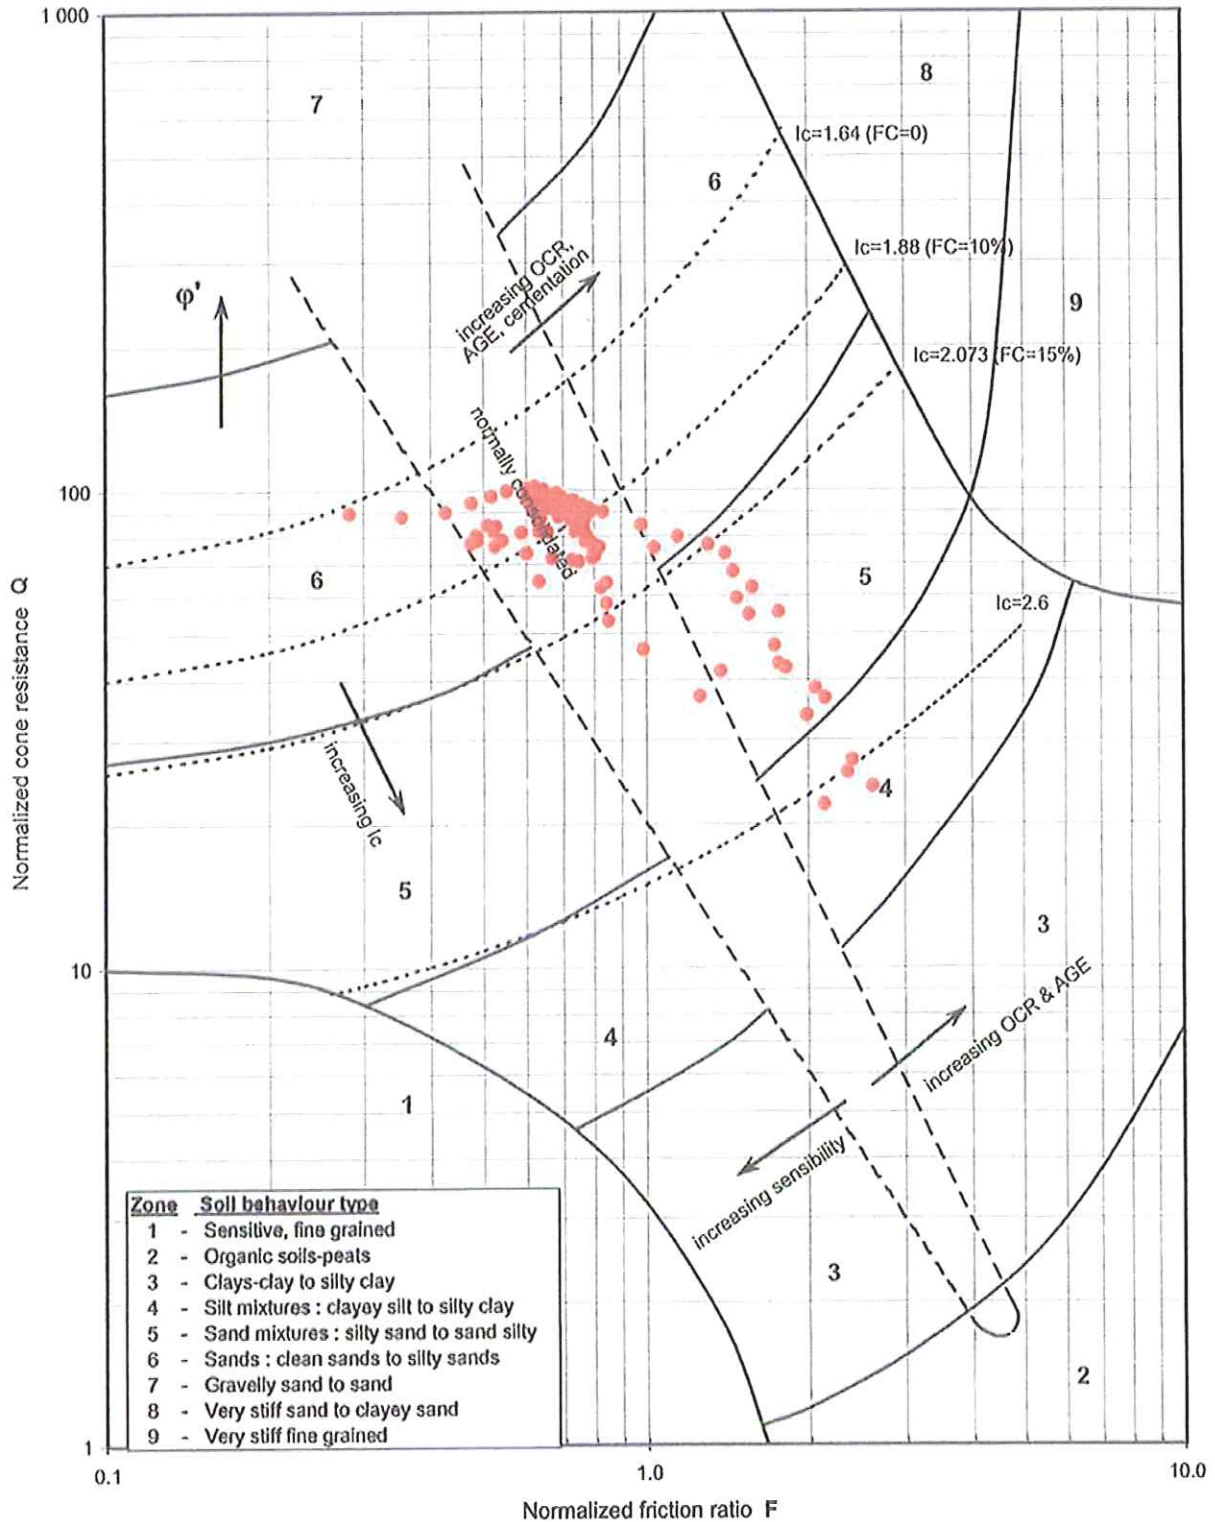 1 000
7
8
Ic=1.64 (FC=0)
6
Ic=1.88 (FC=10%)
increasing OCR,
AGE, cementation
φ'
9
Ic=2.073 (FC=15%)
normally consolidated
100
6
5
Ic=2.6
Normalized cone resistance Q
increasing Ic
4
5
3
10
increasing OCR & AGE
4
1
increasing sensibility
3
2
Zone Soil behaviour type
1 - Sensitive, fine grained
2 - Organic soils-peats
3 - Clays-clay to silty clay
4 - Silt mixtures : clayey silt to silty clay
5 - Sand mixtures : silty sand to sand silty
6 - Sands : clean sands to silty sands
7 - Gravelly sand to sand
8 - Very stiff sand to clayey sand
9 - Very stiff fine grained
1
0.1 1.0 10.0
Normalized friction ratio F